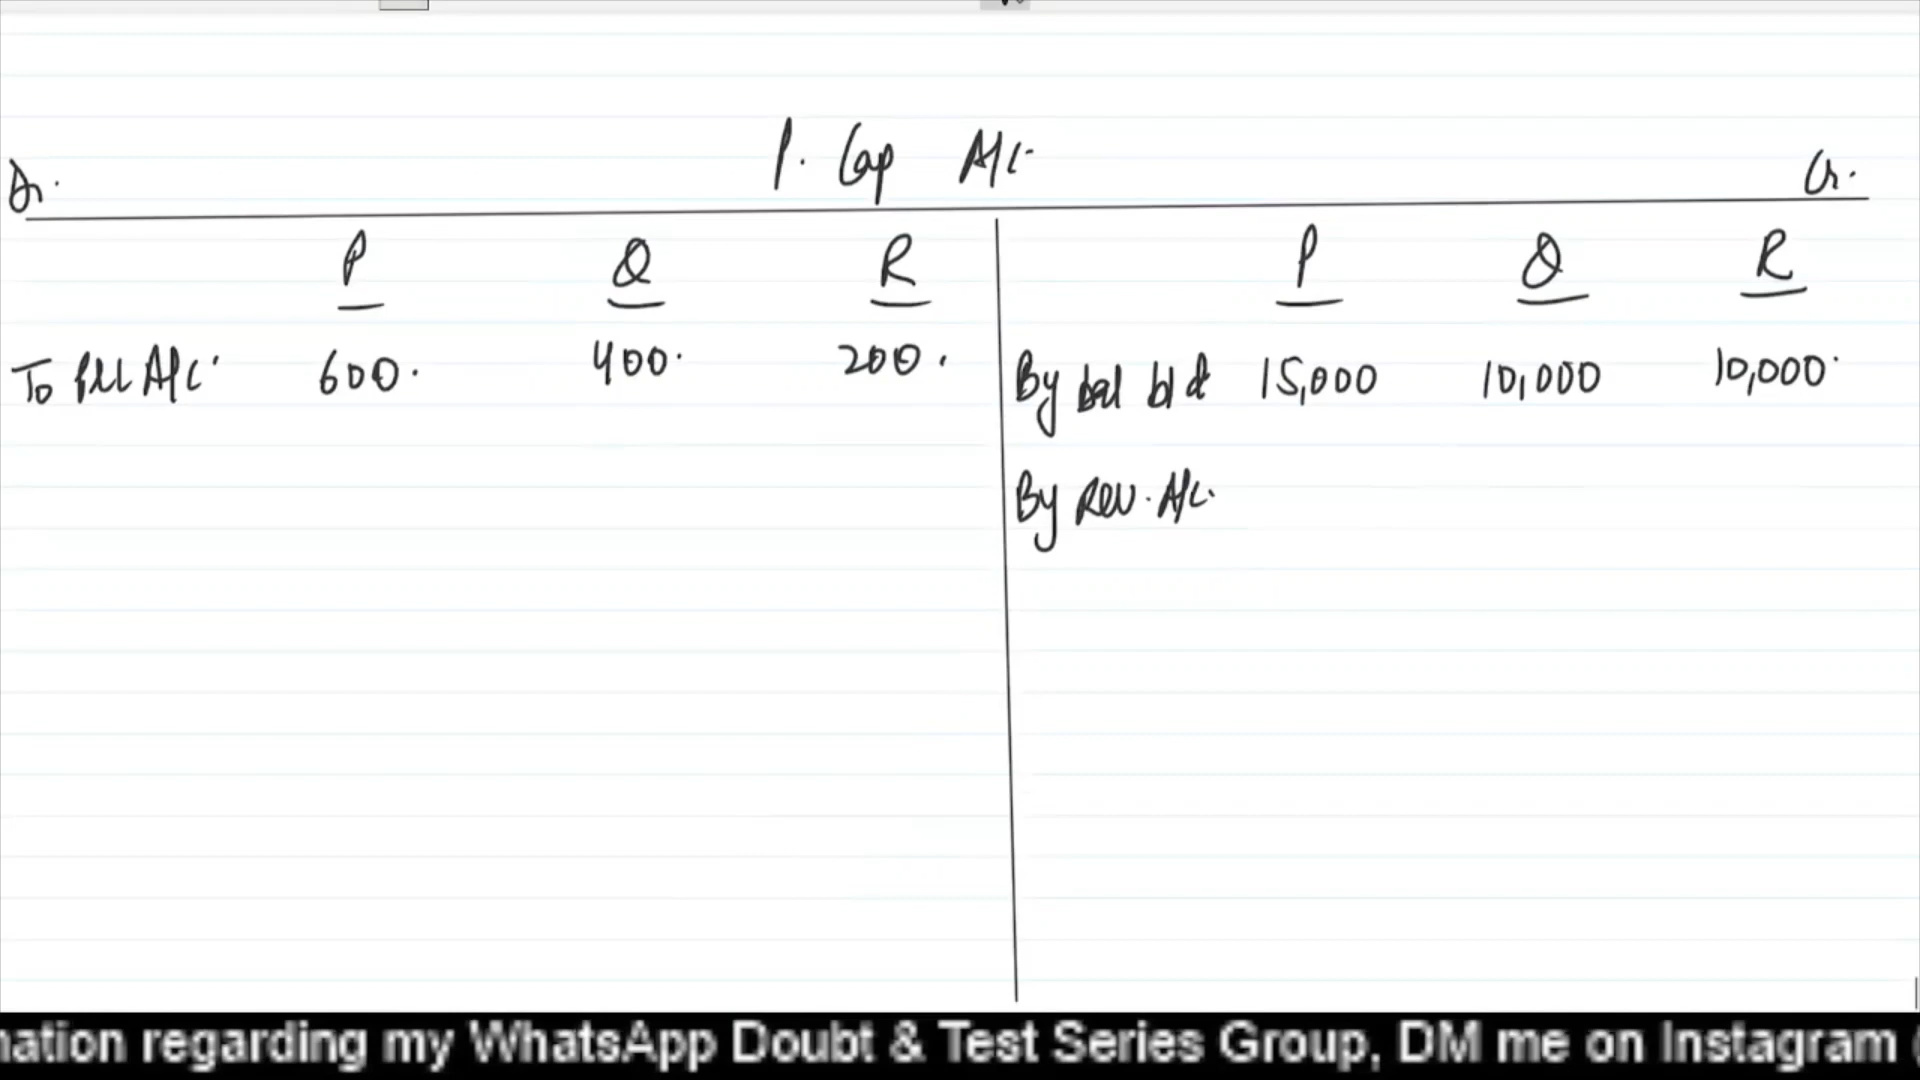 P. Cap A/c.
Dr. Cr.
P Q R P Q R
To P&L A/c. 600. 400. 200. By bal b/d 15,000 10,000 10,000.
By Rev. A/c.
nation regarding my WhatsApp Doubt & Test Series Group, DM me on Instagram (